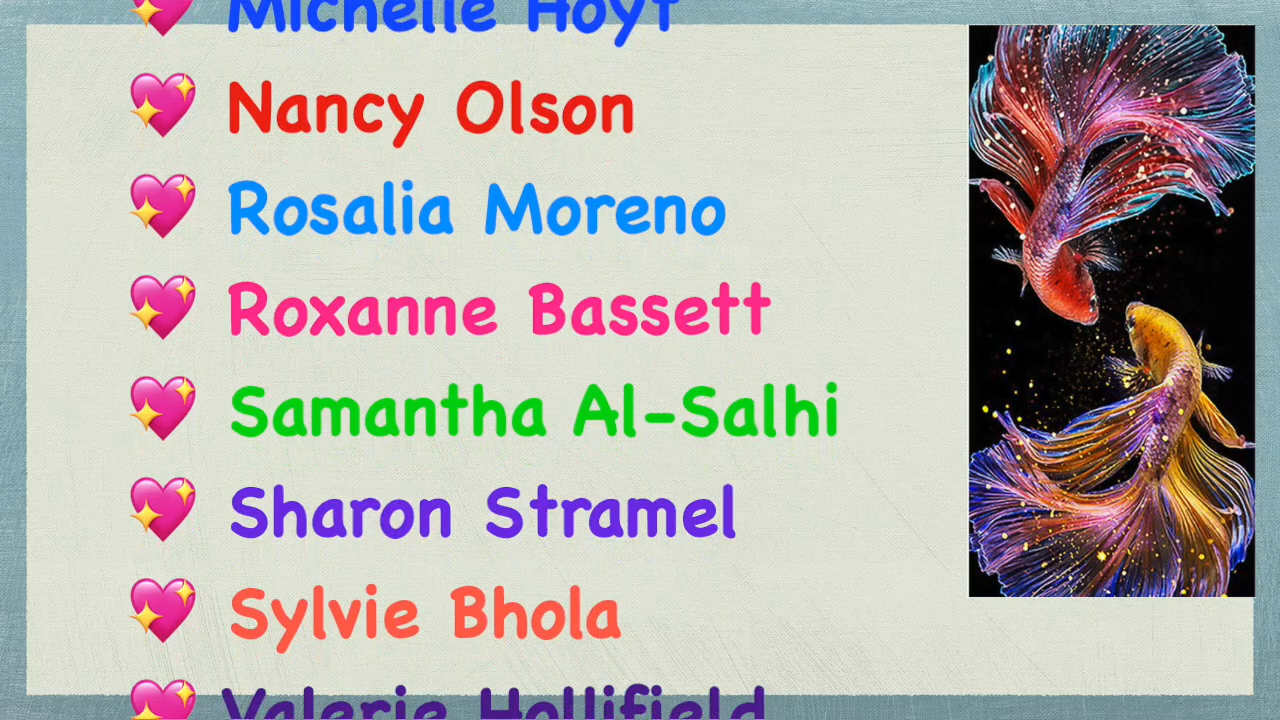 Michelle Hoyt
Nancy Olson
Rosalia Moreno
Roxanne Bassett
Samantha Al-Salhi
Sharon Stramel
Sylvie Bhola
Valerie Hollifield